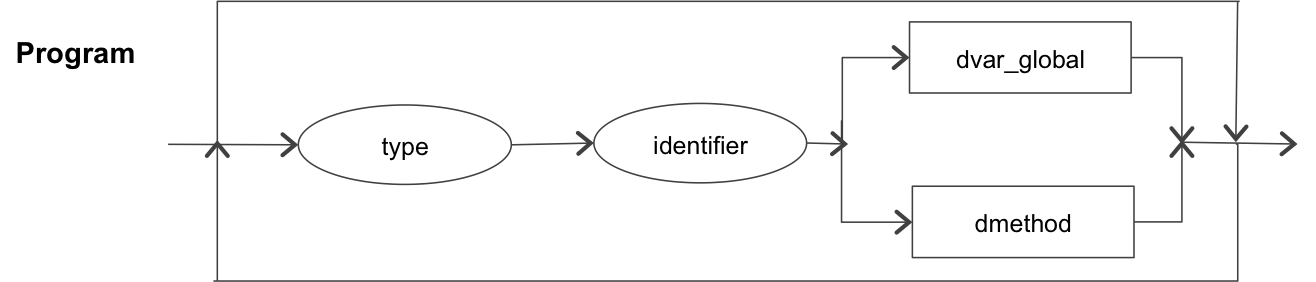 Program
type
identifier
dvar_global
dmethod